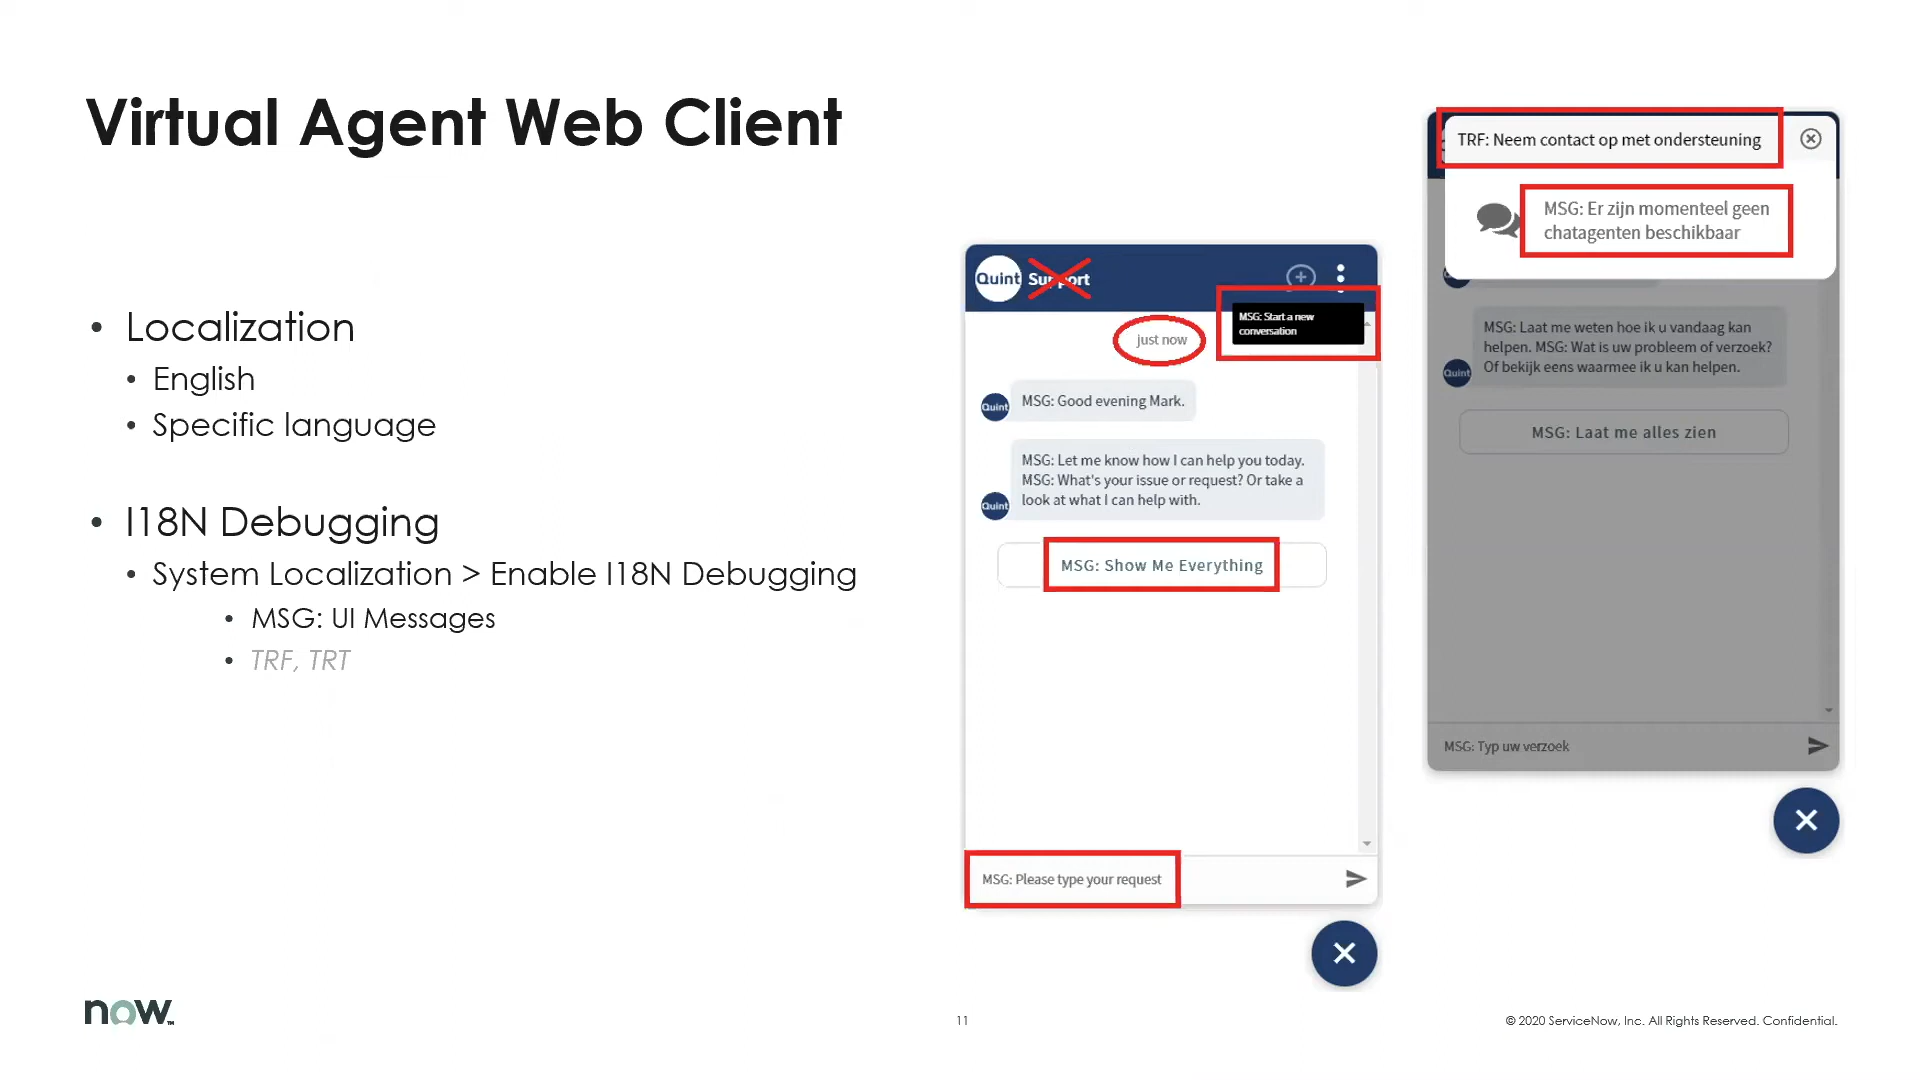 Virtual Agent Web Client
• Localization
• English
• Specific language
• I18N Debugging
• System Localization > Enable I18N Debugging
• MSG: UI Messages
• TRF, TRT
Quint Support
MSG: Start a new
conversation
just now
Quint
MSG: Good evening Mark.
MSG: Let me know how I can help you today.
MSG: What's your issue or request? Or take a
look at what I can help with.
Quint
MSG: Show Me Everything
MSG: Please type your request
TRF: Neem contact op met ondersteuning
MSG: Er zijn momenteel geen
chatagenten beschikbaar
MSG: Laat me weten hoe ik u vandaag kan
helpen. MSG: Wat is uw probleem of verzoek?
Of bekijk eens waarmee ik u kan helpen.
Quint
MSG: Laat me alles zien
MSG: Typ uw verzoek
now™
11
© 2020 ServiceNow, Inc. All Rights Reserved. Confidential.